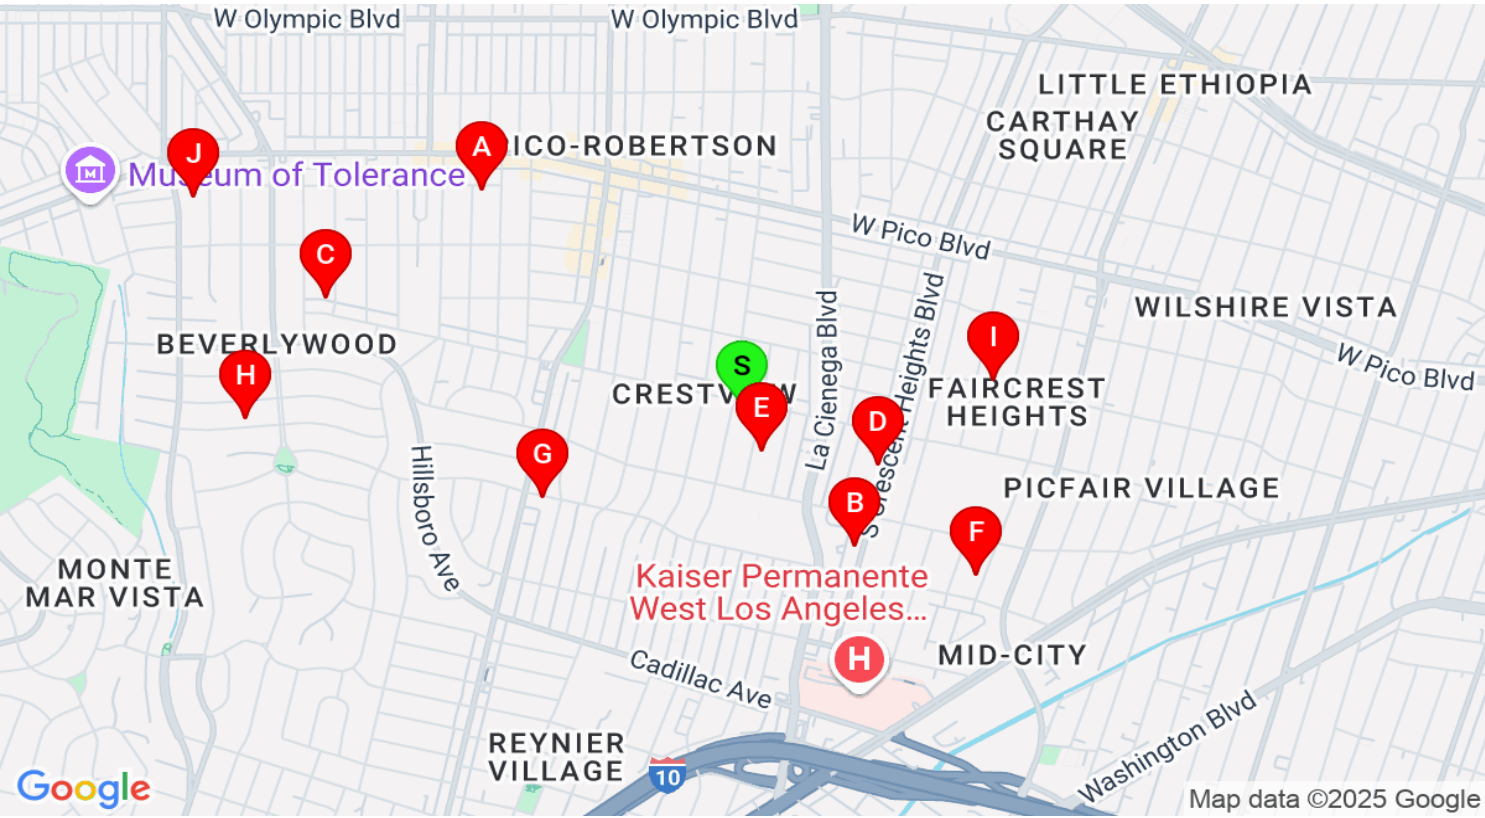 W Olympic Blvd
W Olympic Blvd
LITTLE ETHIOPIA
CARTHAY
SQUARE
J
A
ICO-ROBERTSON
Museum of Tolerance
W Pico Blvd
C
WILSHIRE VISTA
BEVERLYWOOD
La Cienega Blvd
S Crescent Heights Blvd
I
W Pico Blvd
H
S
CRESTVIEW
E
FAIRCREST
HEIGHTS
D
G
Hillsboro Ave
PICFAIR VILLAGE
B
F
MONTE
MAR VISTA
Kaiser Permanente
West Los Angeles...
H
MID-CITY
Cadillac Ave
Washington Blvd
REYNIER
VILLAGE
10
Google
Map data ©2025 Google